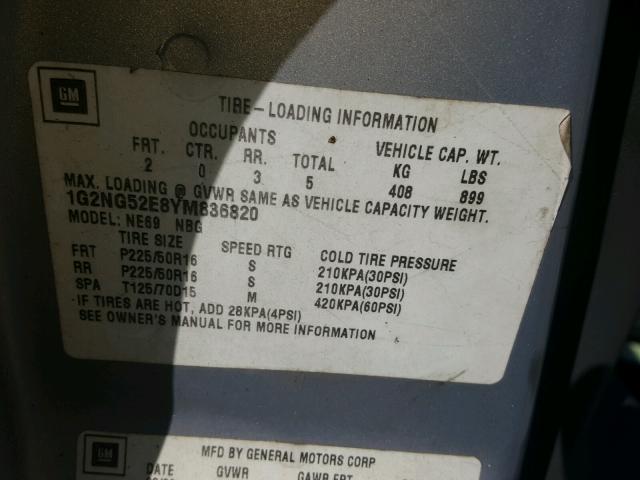 GM
TIRE-LOADING INFORMATION
OCCUPANTS
VEHICLE CAP. WT.
FRT. CTR. RR. TOTAL KG LBS
2 0 3 5 408 899
MAX. LOADING @ GVWR SAME AS VEHICLE CAPACITY WEIGHT.
1G2NG52E8YM836820
MODEL: NE69 NBG
TIRE SIZE SPEED RTG COLD TIRE PRESSURE
FRT P225/50R16 S 210KPA(30PSI)
RR P225/50R16 S 210KPA(30PSI)
SPA T125/70D15 M 420KPA(60PSI)
·IF TIRES ARE HOT, ADD 28KPA(4PSI)
SEE OWNER'S MANUAL FOR MORE INFORMATION
GM
MFD BY GENERAL MOTORS CORP
DATE GVWR GAWR FRT